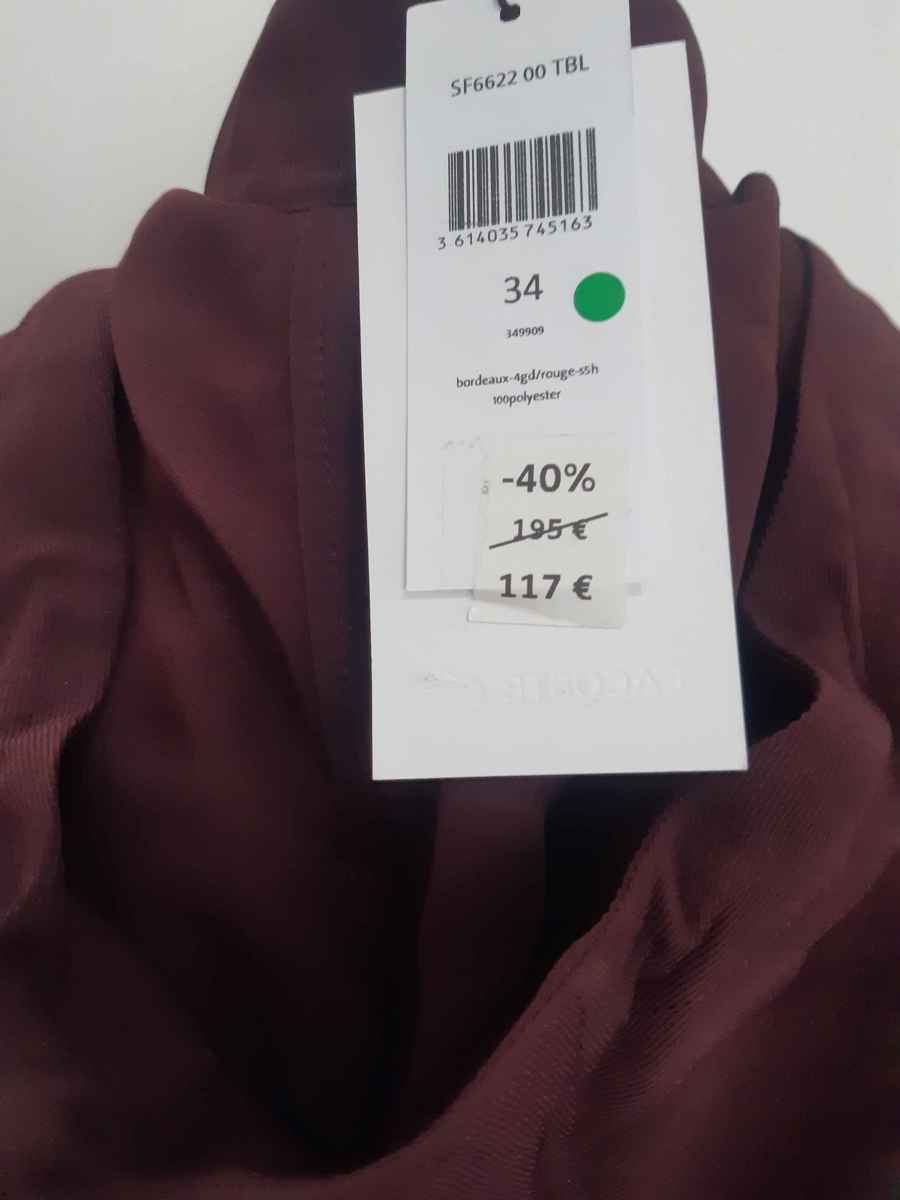 SF6622 00 TBL
3 614035 745163
34
349909
bordeaux-4gd/rouge-s5h
100polyester
-40%
195 €
117 €